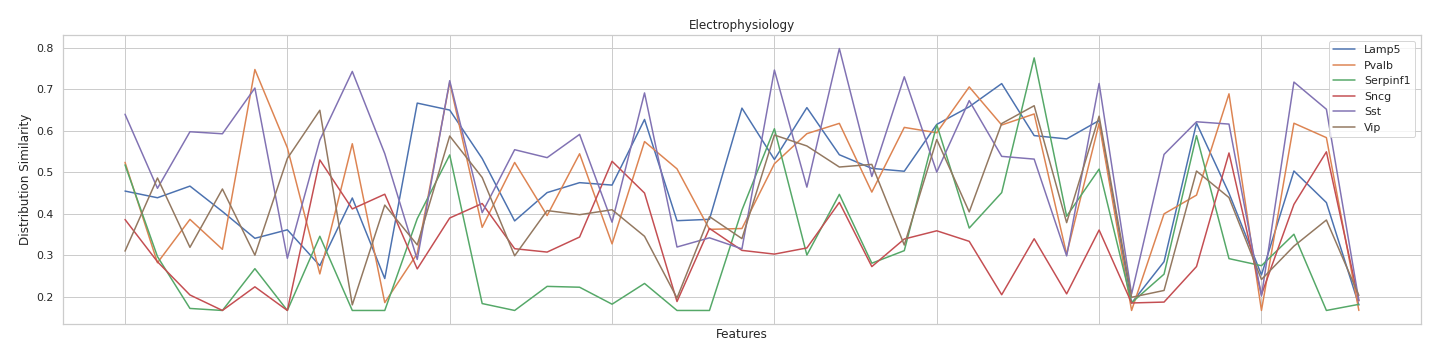 Electrophysiology
Distribution Similarity
0.8
0.7
0.6
0.5
0.4
0.3
0.2
Lamp5
Pvalb
Serpinf1
Sncg
Sst
Vip
Features